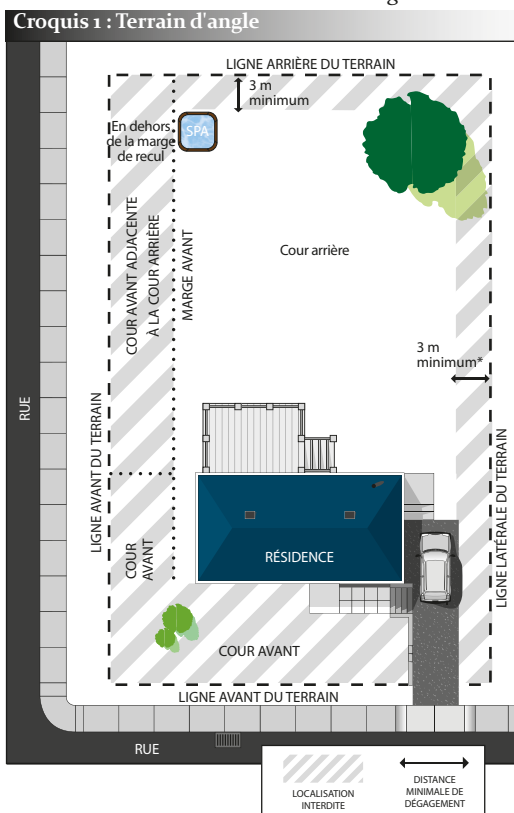 Croquis 1 : Terrain d'angle
LIGNE ARRIÈRE DU TERRAIN
3 m
minimum
En dehors
de la marge
de recul
SPA
COUR AVANT ADJACENTE
À LA COUR ARRIÈRE
MARGE AVANT
Cour arrière
3 m
minimum*
RUE
LIGNE AVANT DU TERRAIN
LIGNE LATÉRALE DU TERRAIN
COUR
AVANT
RÉSIDENCE
COUR AVANT
LIGNE AVANT DU TERRAIN
RUE
LOCALISATION
INTERDITE
DISTANCE
MINIMALE DE
DÉGAGEMENT